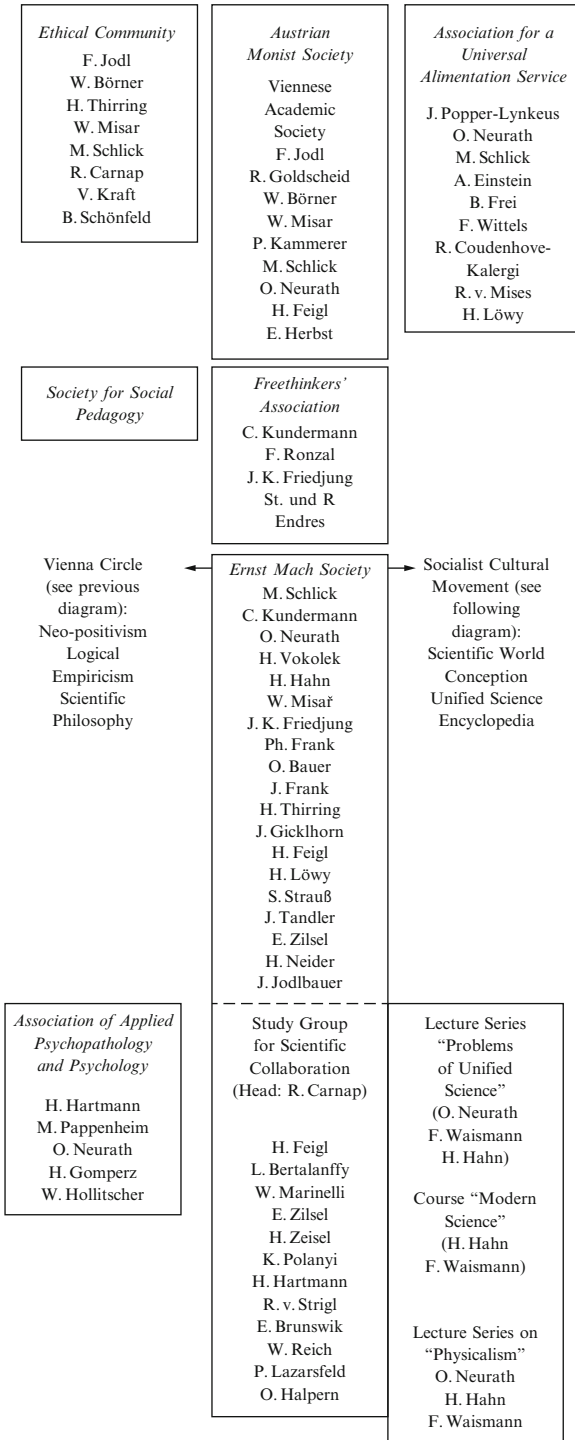 Ethical Community
F. Jodl
W. Börner
H. Thirring
W. Misar
M. Schlick
R. Carnap
V. Kraft
B. Schönfeld
Austrian
Monist Society
Viennese
Academic
Society
F. Jodl
R. Goldscheid
W. Börner
W. Misar
P. Kammerer
M. Schlick
O. Neurath
H. Feigl
E. Herbst
Association for a
Universal
Alimentation Service
J. Popper-Lynkeus
O. Neurath
M. Schlick
A. Einstein
B. Frei
F. Wittels
R. Coudenhove-
Kalergi
R. v. Mises
H. Löwy
Society for Social
Pedagogy
Freethinkers'
Association
C. Kundermann
F. Ronzal
J. K. Friedjung
St. und R
Endres
Vienna Circle
(see previous
diagram):
Neo-positivism
Logical
Empiricism
Scientific
Philosophy
Ernst Mach Society
M. Schlick
C. Kundermann
O. Neurath
H. Vokolek
H. Hahn
W. Misař
J. K. Friedjung
Ph. Frank
O. Bauer
J. Frank
H. Thirring
J. Gicklhorn
H. Feigl
H. Löwy
S. Strauß
J. Tandler
E. Zilsel
H. Neider
J. Jodlbauer
Socialist Cultural
Movement (see
following
diagram):
Scientific World
Conception
Unified Science
Encyclopedia
Association of Applied
Psychopathology
and Psychology
H. Hartmann
M. Pappenheim
O. Neurath
H. Gomperz
W. Hollitscher
Study Group
for Scientific
Collaboration
(Head: R. Carnap)
H. Feigl
L. Bertalanffy
W. Marinelli
E. Zilsel
H. Zeisel
K. Polanyi
H. Hartmann
R. v. Strigl
E. Brunswik
W. Reich
P. Lazarsfeld
O. Halpern
Lecture Series
“Problems
of Unified
Science”
(O. Neurath
F. Waismann
H. Hahn)
Course “Modern
Science”
(H. Hahn
F. Waismann)
Lecture Series on
“Physicalism”
O. Neurath
H. Hahn
F. Waismann